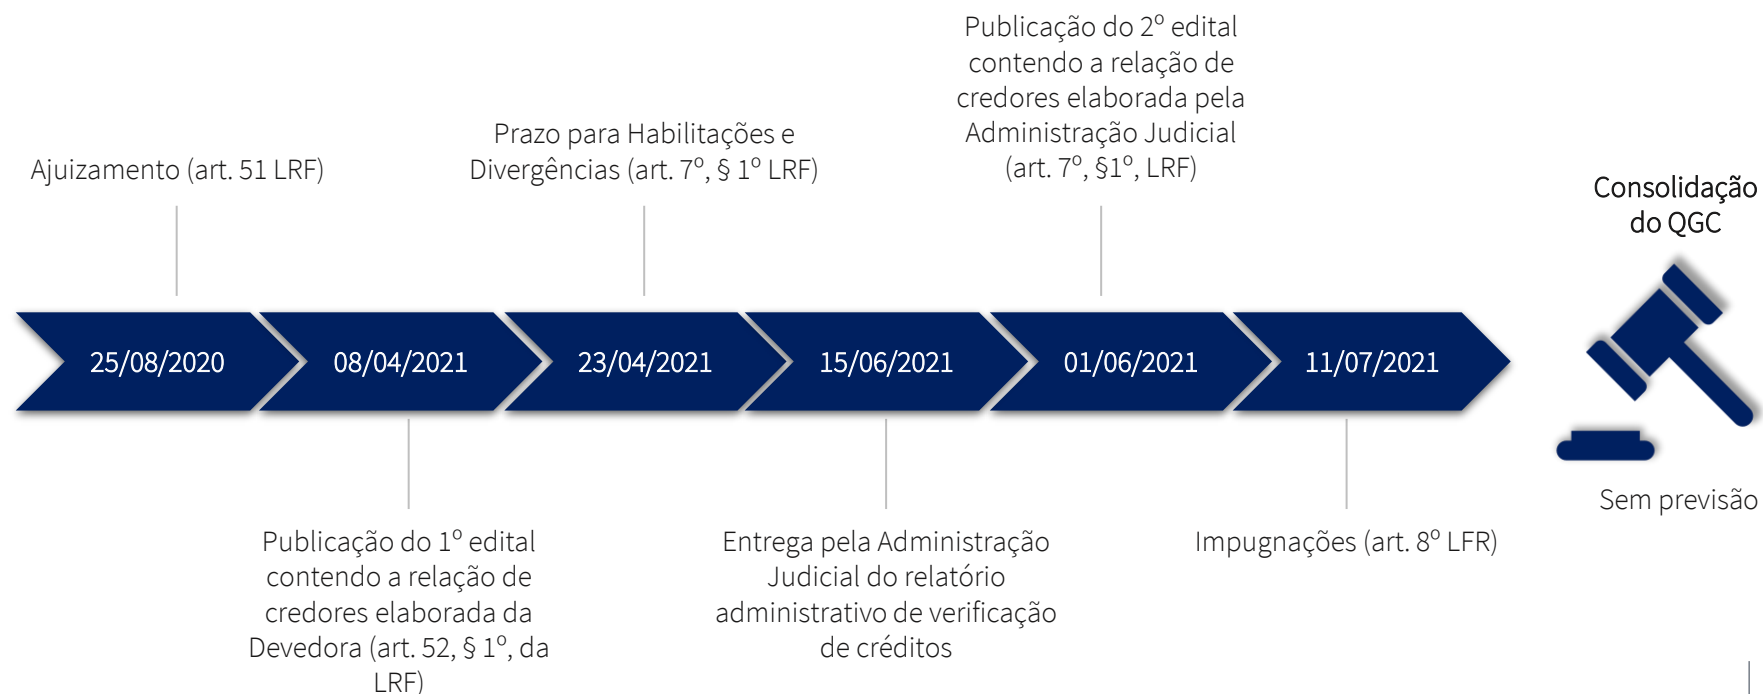 Ajuizamento (art. 51 LRF)
Prazo para Habilitações e
Divergências (art. 7º, § 1º LRF)
Publicação do 2º edital
contendo a relação de
credores elaborada pela
Administração Judicial
(art. 7º, §1º, LRF)
Consolidação
do QGC
25/08/2020
08/04/2021
23/04/2021
15/06/2021
01/06/2021
11/07/2021
Sem previsão
Publicação do 1º edital
contendo a relação de
credores elaborada da
Devedora (art. 52, § 1º, da
LRF)
Entrega pela Administração
Judicial do relatório
administrativo de verificação
de créditos
Impugnações (art. 8º LFR)